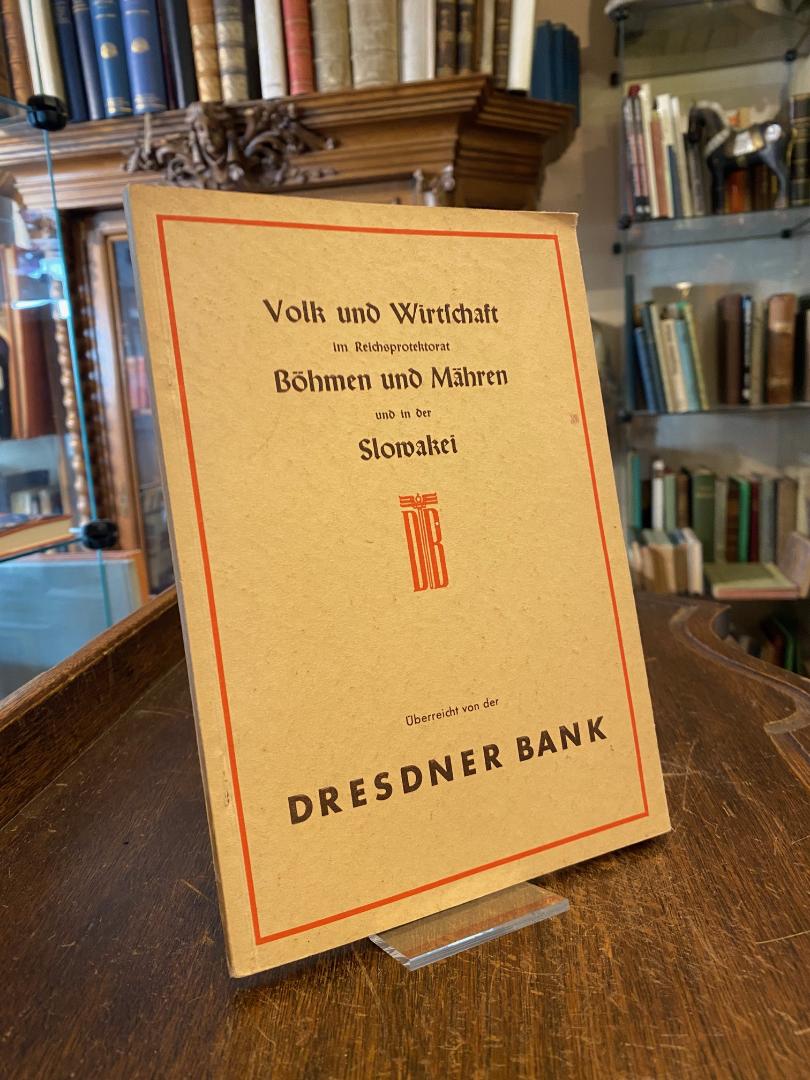 Volk und Wirtschaft
im Reichsprotektorat
Böhmen und Mähren
und in der
Slowakei
DB
Überreicht von der
DRESDNER BANK